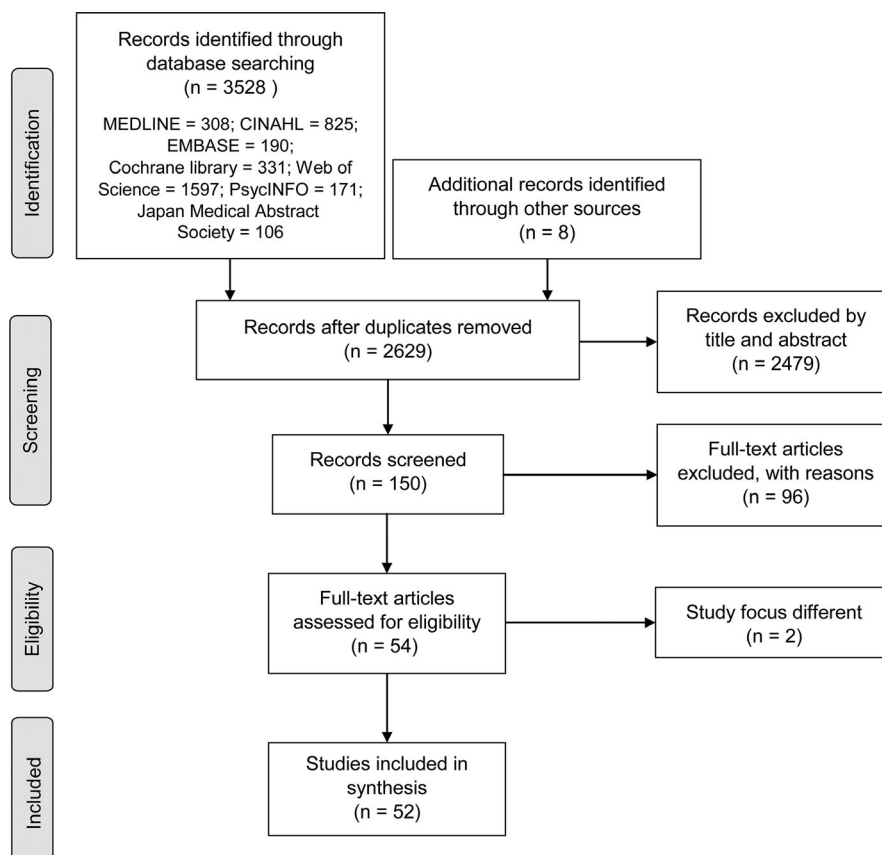 Identification
Records identified through
database searching
(n = 3528 )
MEDLINE = 308; CINAHL = 825;
EMBASE = 190;
Cochrane library = 331; Web of
Science = 1597; PsycINFO = 171;
Japan Medical Abstract
Society = 106
Additional records identified
through other sources
(n = 8)
Screening
Records after duplicates removed
(n = 2629)
Records excluded by
title and abstract
(n = 2479)
Records screened
(n = 150)
Full-text articles
excluded, with reasons
(n = 96)
Eligibility
Full-text articles
assessed for eligibility
(n = 54)
Study focus different
(n = 2)
Included
Studies included in
synthesis
(n = 52)